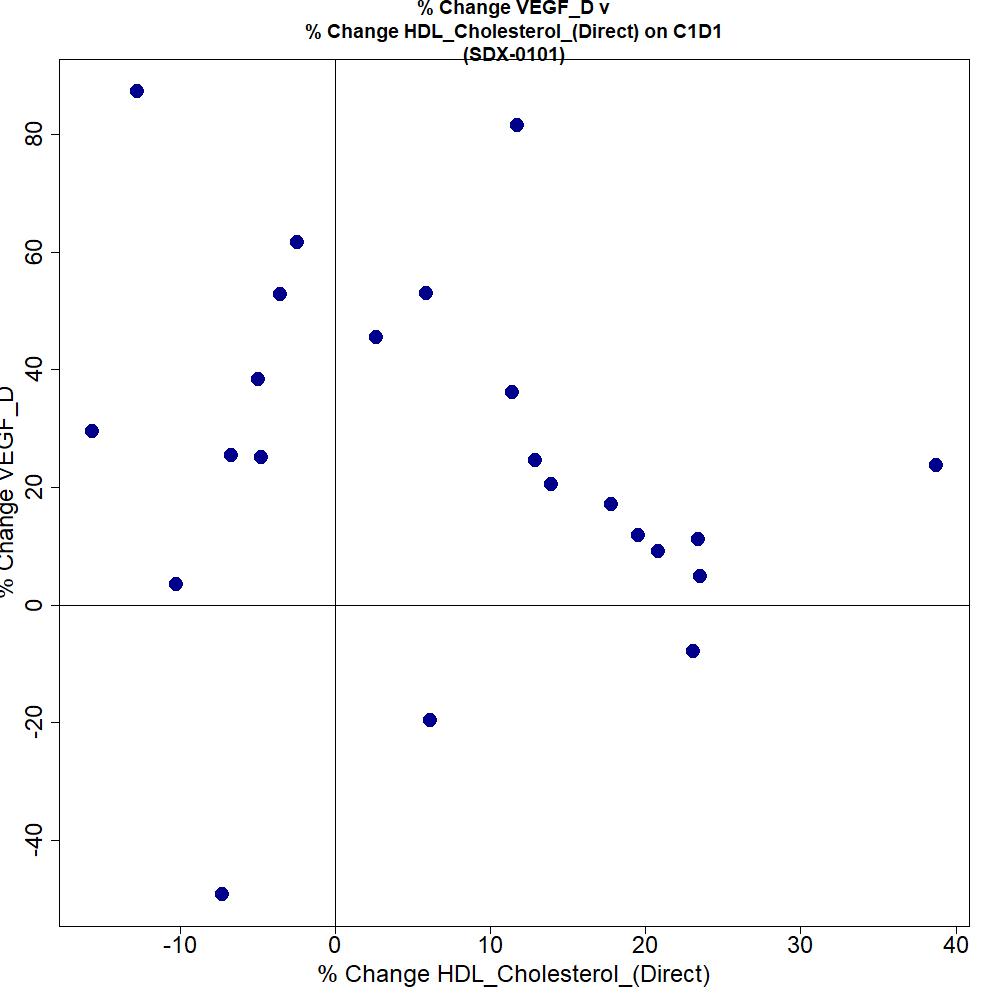 % Change VEGF_D v
% Change HDL_Cholesterol_(Direct) on C1D1
(SDX-0101)
% Change VEGF_D
80
60
40
20
0
-20
-40
-10
0
10
20
30
40
% Change HDL_Cholesterol_(Direct)